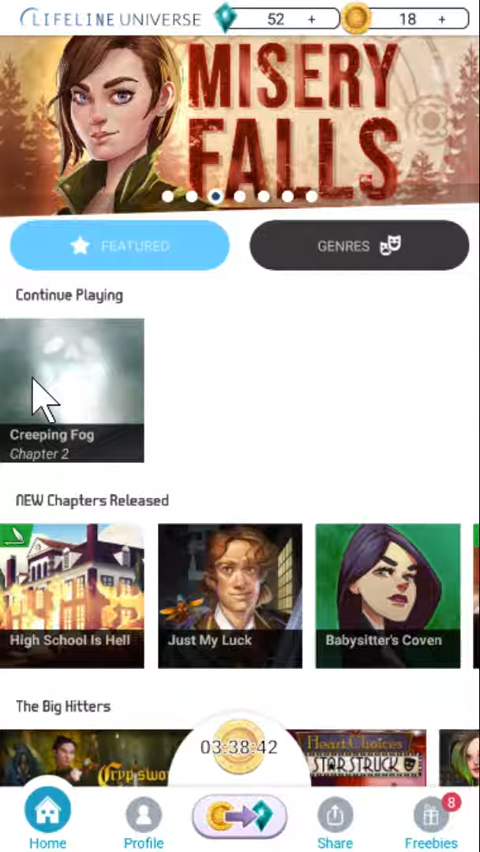 LIFELINE UNIVERSE 52 + 18 +
MISERY
FALLS
FEATURED GENRES
Continue Playing
Creeping Fog
Chapter 2
NEW Chapters Released
High School Is Hell Just My Luck Babysitter's Coven
The Big Hitters
03:38:42
Heart Choices
STAR STRUCK
8
Home Profile Share Freebies